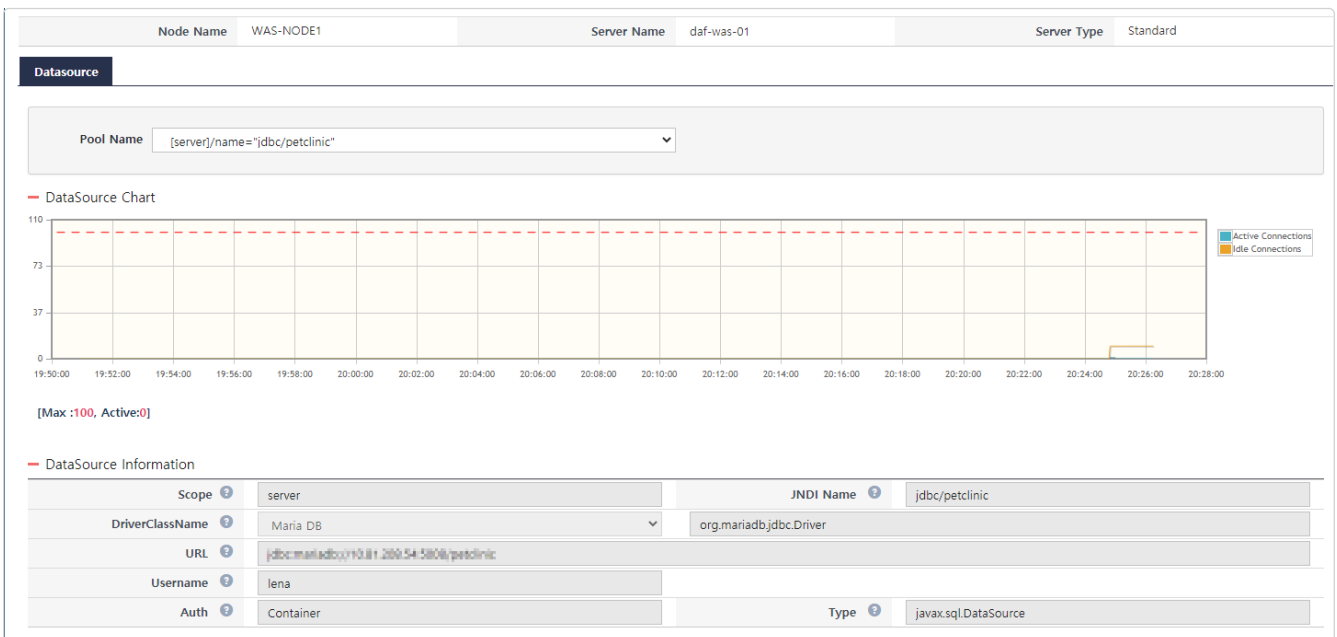 Node Name WAS-NODE1 Server Name daf-was-01 Server Type Standard
Datasource
Pool Name [server]/name="jdbc/petclinic"
DataSource Chart
110
Active Connections
Idle Connections
73
37
0
19:50:00 19:52:00 19:54:00 19:56:00 19:58:00 20:00:00 20:02:00 20:04:00 20:06:00 20:08:00 20:10:00 20:12:00 20:14:00 20:16:00 20:18:00 20:20:00 20:22:00 20:24:00 20:26:00 20:28:00
[Max :100, Active:0]
DataSource Information
Scope ? server JNDI Name ? jdbc/petclinic
DriverClassName ? Maria DB org.mariadb.jdbc.Driver
URL ?
Username ? lena
Auth ? Container Type ? javax.sql.DataSource